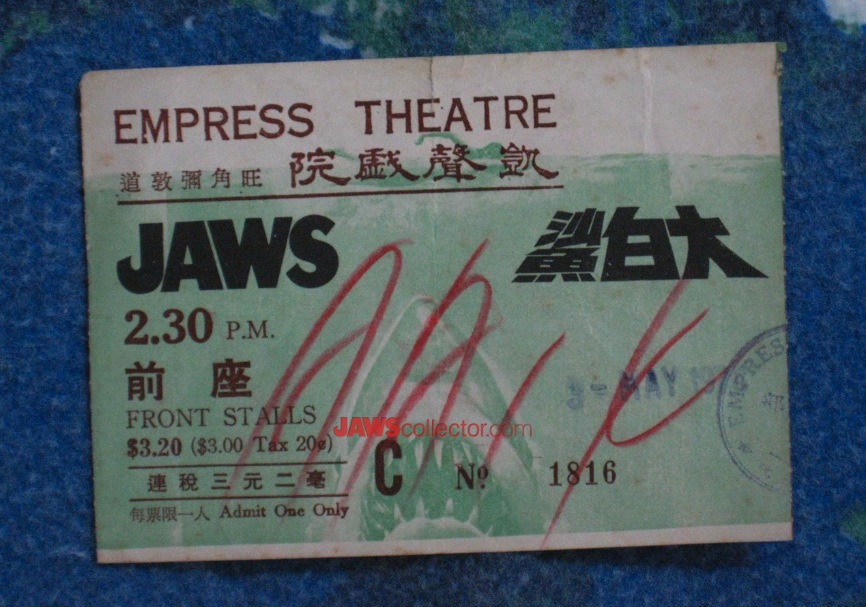 EMPRESS THEATRE
凱聲戲院 旺角彌敦道
JAWS
大白鯊
2.30 P.M.
前座
FRONT STALLS
$3.20 ($3.00 Tax 20¢)
連稅三元二毫
每票限一人 Admit One Only
C Nº 1816
MAY 19
EMPRES
JAWScollector.com